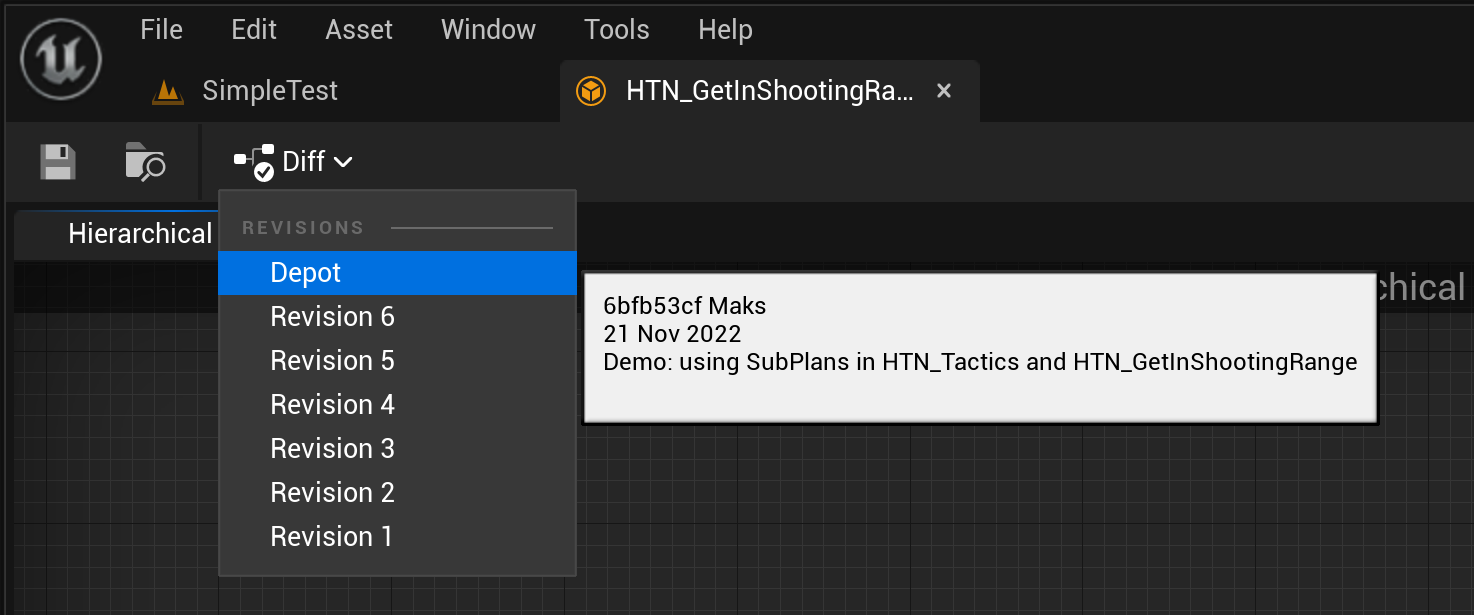 File Edit Asset Window Tools Help
SimpleTest HTN_GetInShootingRa...
Diff
Hierarchical
REVISIONS
Depot
Revision 6
Revision 5
Revision 4
Revision 3
Revision 2
Revision 1
6bfb53cf Maks
21 Nov 2022
Demo: using SubPlans in HTN_Tactics and HTN_GetInShootingRange
chical